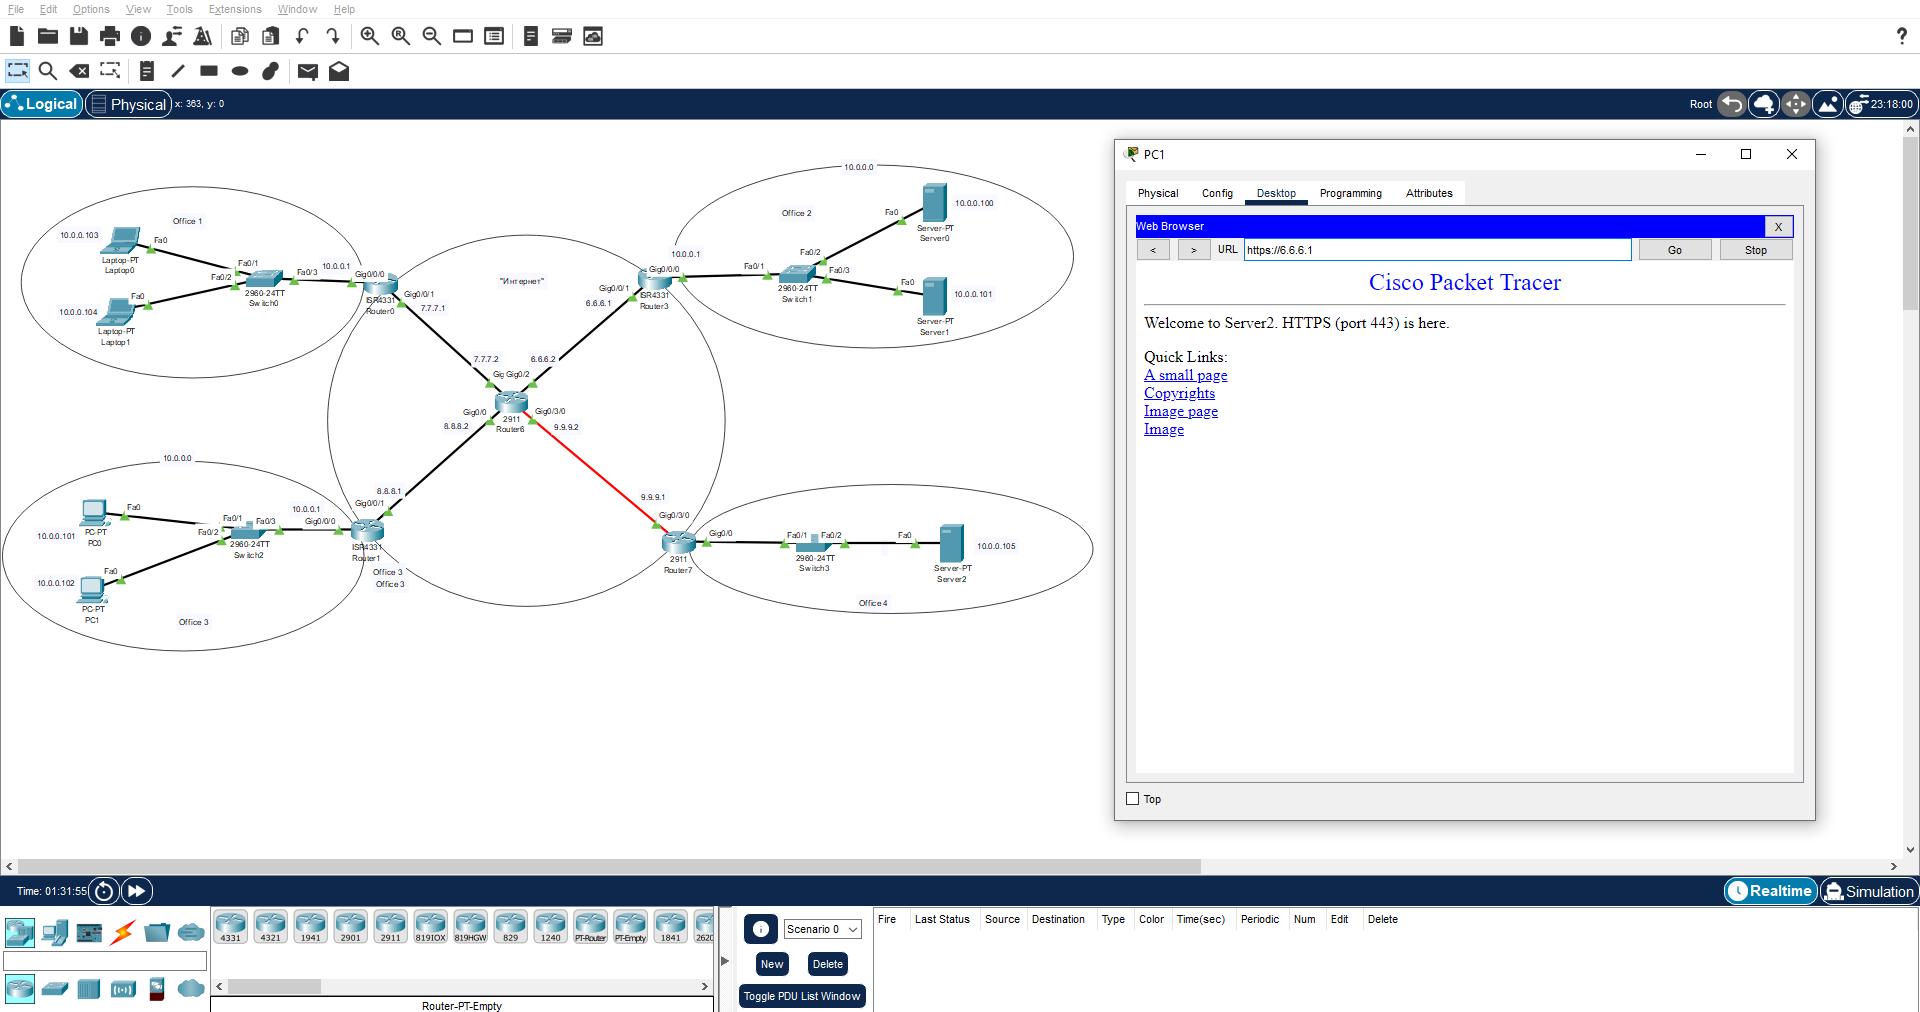 File Edit Options View Tools Extensions Window Help
?
Logical Physical x: 363, y: 0 Root 23:18:00
Office 1
10.0.0.103
Fa0
Laptop-PT
Laptop0
Fa0/1
Fa0/2
Fa0/3
10.0.0.1
Gig0/0/0
2960-24TT
Switch0
Fa0
10.0.0.104
Laptop-PT
Laptop1
ISR4331
Router0
Gig0/0/1
7.7.7.1
"Интернет"
10.0.0.0
Office 2
10.0.0.1
Gig0/0/0
Gig0/0/1
6.6.6.1
ISR4331
Router3
Fa0/1
Fa0/2
Fa0/3
2960-24TT
Switch1
Fa0
10.0.0.100
Server-PT
Server0
Fa0
10.0.0.101
Server-PT
Server1
7.7.7.2
6.6.6.2
Gig Gig0/2
Gig0/0
Gig0/3/0
8.8.8.2
9.9.9.2
2911
Router6
10.0.0.0
Fa0
10.0.0.101
PC-PT
PC0
Fa0/1
Fa0/2
Fa0/3
10.0.0.1
Gig0/0/0
2960-24TT
Switch2
Fa0
10.0.0.102
PC-PT
PC1
Office 3
8.8.8.1
Gig0/0/1
ISR4331
Router1
Office 3
Office 3
9.9.9.1
Gig0/3/0
Gig0/0
2911
Router7
Fa0/1
Fa0/2
2960-24TT
Switch3
Fa0
10.0.0.105
Server-PT
Server2
Office 4
PC1
Physical Config Desktop Programming Attributes
Web Browser X
< > URL https://6.6.6.1 Go Stop
Cisco Packet Tracer
Welcome to Server2. HTTPS (port 443) is here.
Quick Links:
A small page
Copyrights
Image page
Image
Top
Time: 01:31:55 Realtime Simulation
4331 4321 1941 2901 2911 819IOX 819HGW 829 1240 PT-Router PT-Empty 1841 2620
Router-PT-Empty
Scenario 0
New Delete
Toggle PDU List Window
Fire Last Status Source Destination Type Color Time(sec) Periodic Num Edit Delete